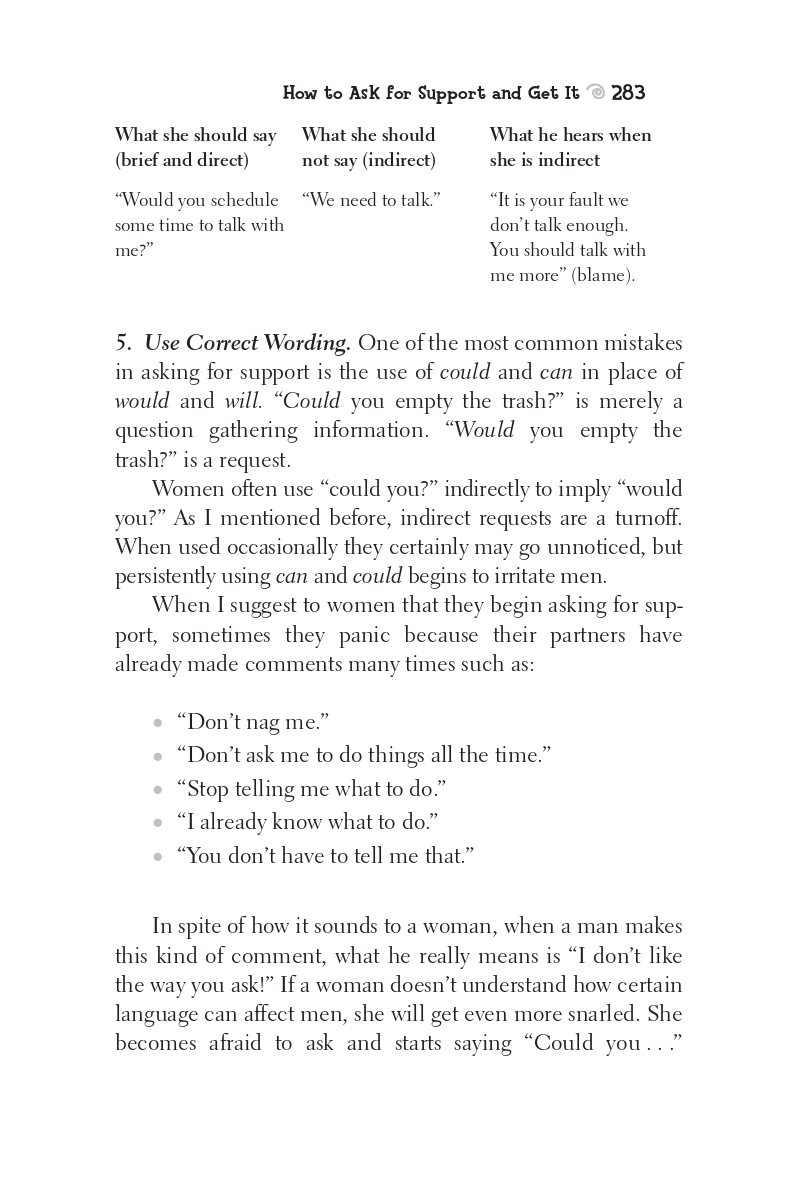 How to Ask for Support and Get It 283
What she should say
(brief and direct)
What she should
not say (indirect)
What he hears when
she is indirect
“Would you schedule
some time to talk with
me?”
“We need to talk.”
“It is your fault we
don’t talk enough.
You should talk with
me more” (blame).
5. Use Correct Wording. One of the most common mistakes
in asking for support is the use of could and can in place of
would and will. “Could you empty the trash?” is merely a
question gathering information. “Would you empty the
trash?” is a request.
Women often use “could you?” indirectly to imply “would
you?” As I mentioned before, indirect requests are a turnoff.
When used occasionally they certainly may go unnoticed, but
persistently using can and could begins to irritate men.
When I suggest to women that they begin asking for sup-
port, sometimes they panic because their partners have
already made comments many times such as:
• “Don’t nag me.”
• “Don’t ask me to do things all the time.”
• “Stop telling me what to do.”
• “I already know what to do.”
• “You don’t have to tell me that.”
In spite of how it sounds to a woman, when a man makes
this kind of comment, what he really means is “I don’t like
the way you ask!” If a woman doesn’t understand how certain
language can affect men, she will get even more snarled. She
becomes afraid to ask and starts saying “Could you . . .”